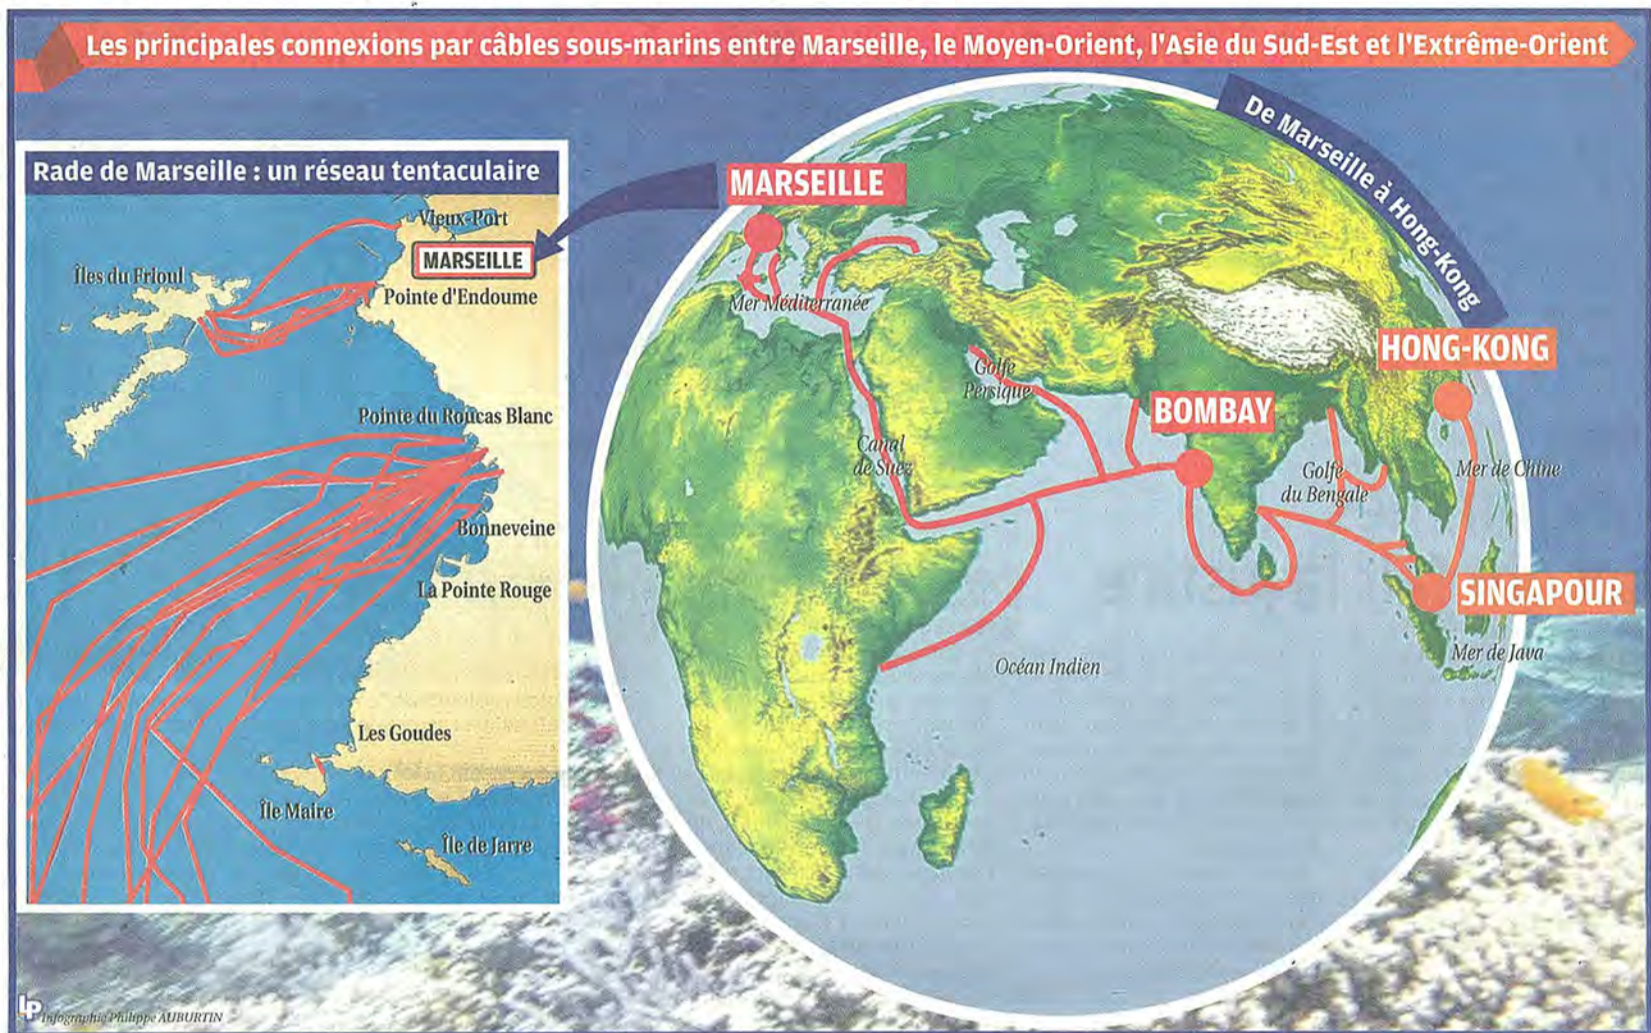 Les principales connexions par câbles sous-marins entre Marseille, le Moyen-Orient, l'Asie du Sud-Est et l'Extrême-Orient
De Marseille à Hong-Kong
Rade de Marseille : un réseau tentaculaire
Vieux-Port
MARSEILLE
Îles du Frioul
Pointe d'Endoume
Pointe du Roucas Blanc
Bonneveine
La Pointe Rouge
Les Goudes
Île Maire
Île de Jarre
MARSEILLE
Mer Méditerranée
HONG-KONG
Golfe
Persique
BOMBAY
Canal
de Suez
Golfe
du Bengale
Mer de Chine
SINGAPOUR
Mer de Java
Océan Indien
LP
Infographie Philippe AUBURTIN